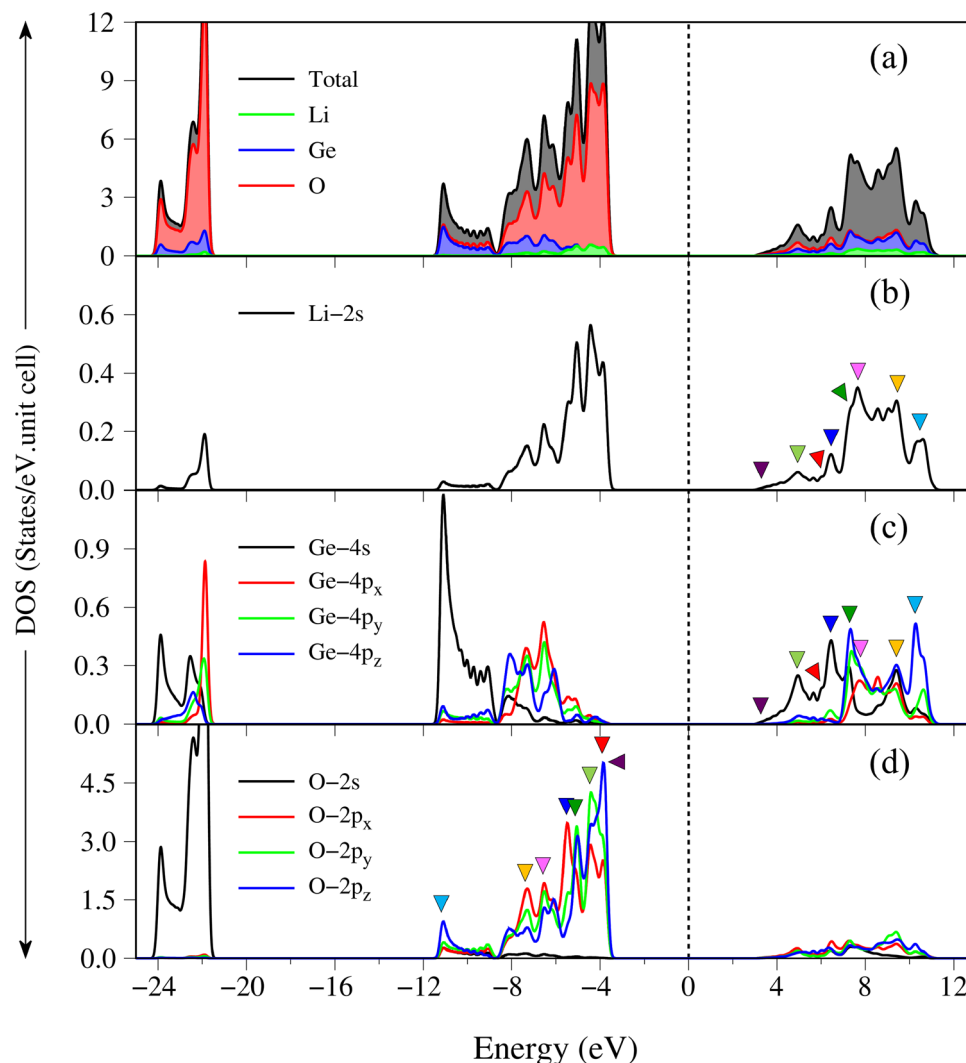 DOS (States/eV.unit cell)
12
9
6
3
0
Total
Li
Ge
O
(a)
0.6
0.4
0.2
0.0
Li−2s
(b)
0.9
0.6
0.3
0.0
Ge−4s
Ge−4px
Ge−4py
Ge−4pz
(c)
4.5
3.0
1.5
0.0
O−2s
O−2px
O−2py
O−2pz
(d)
−24 −20 −16 −12 −8 −4 0 4 8 12
Energy (eV)